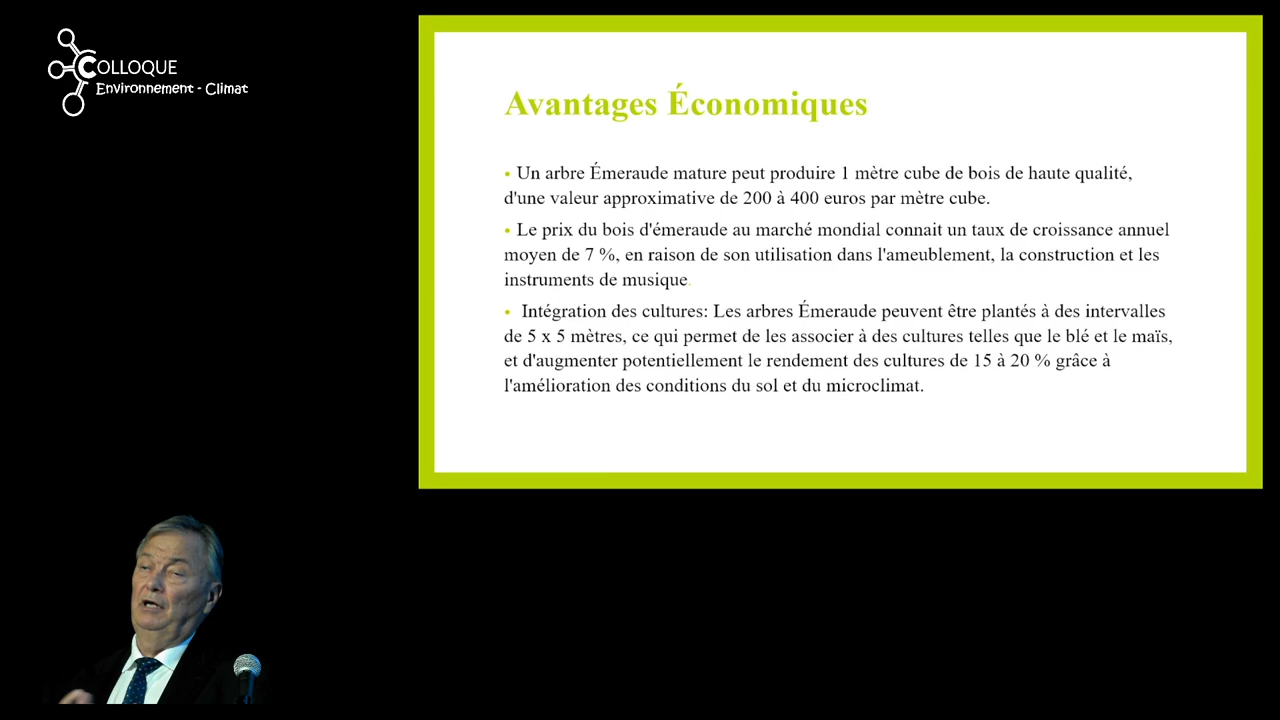 COLLOQUE
Environnement - Climat
Avantages Économiques
• Un arbre Émeraude mature peut produire 1 mètre cube de bois de haute qualité,
d'une valeur approximative de 200 à 400 euros par mètre cube.
• Le prix du bois d'émeraude au marché mondial connait un taux de croissance annuel
moyen de 7 %, en raison de son utilisation dans l'ameublement, la construction et les
instruments de musique.
• Intégration des cultures: Les arbres Émeraude peuvent être plantés à des intervalles
de 5 x 5 mètres, ce qui permet de les associer à des cultures telles que le blé et le maïs,
et d'augmenter potentiellement le rendement des cultures de 15 à 20 % grâce à
l'amélioration des conditions du sol et du microclimat.